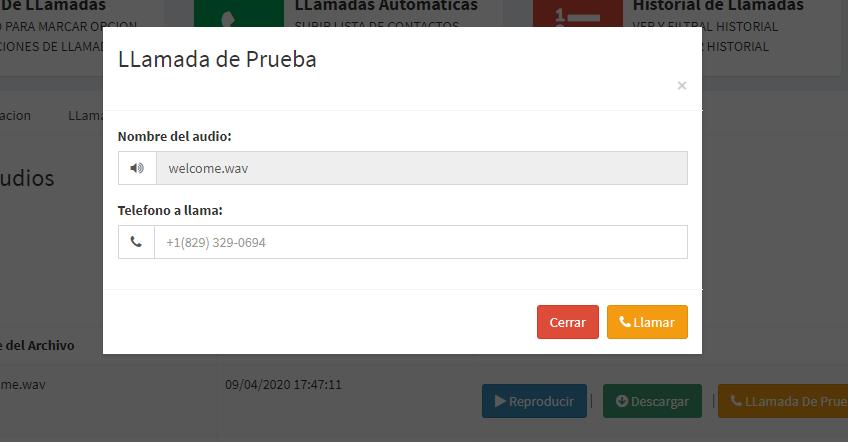 De LLamadas
LLamadas Automaticas
Historial de Llamadas
O PARA MARCAR OPCION
SUBIR LISTA DE CONTACTOS
VER Y FILTRAL HISTORIAL
CIONES DE LLAMA
HISTORIAL
LLamada de Prueba
×
acion
LLama
Nombre del audio:
welcome.wav
udios
Telefono a llama:
+1(829) 329-0694
Cerrar
Llamar
e del Archivo
me.wav
09/04/2020 17:47:11
Reproducir
|
Descargar
|
LLamada De Prue